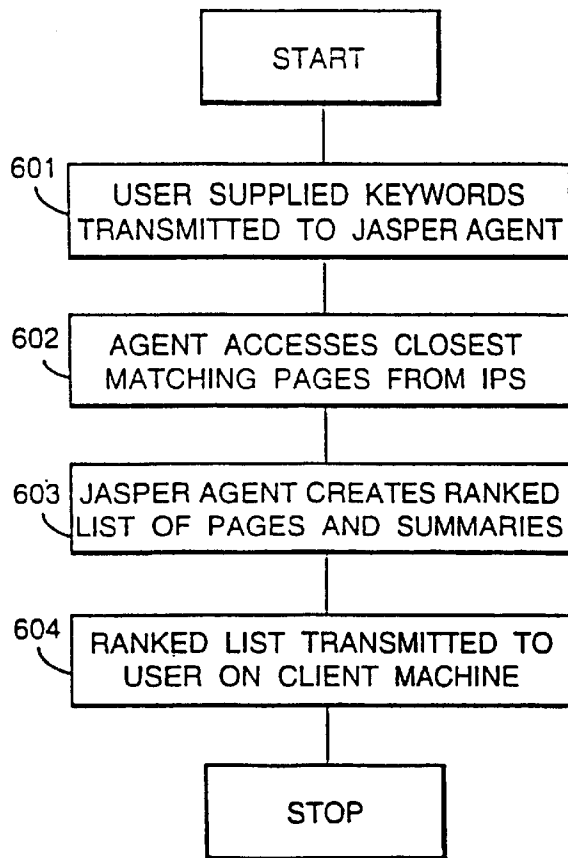 START
601
USER SUPPLIED KEYWORDS
TRANSMITTED TO JASPER AGENT
602
AGENT ACCESSES CLOSEST
MATCHING PAGES FROM IPS
603
JASPER AGENT CREATES RANKED
LIST OF PAGES AND SUMMARIES
604
RANKED LIST TRANSMITTED TO
USER ON CLIENT MACHINE
STOP